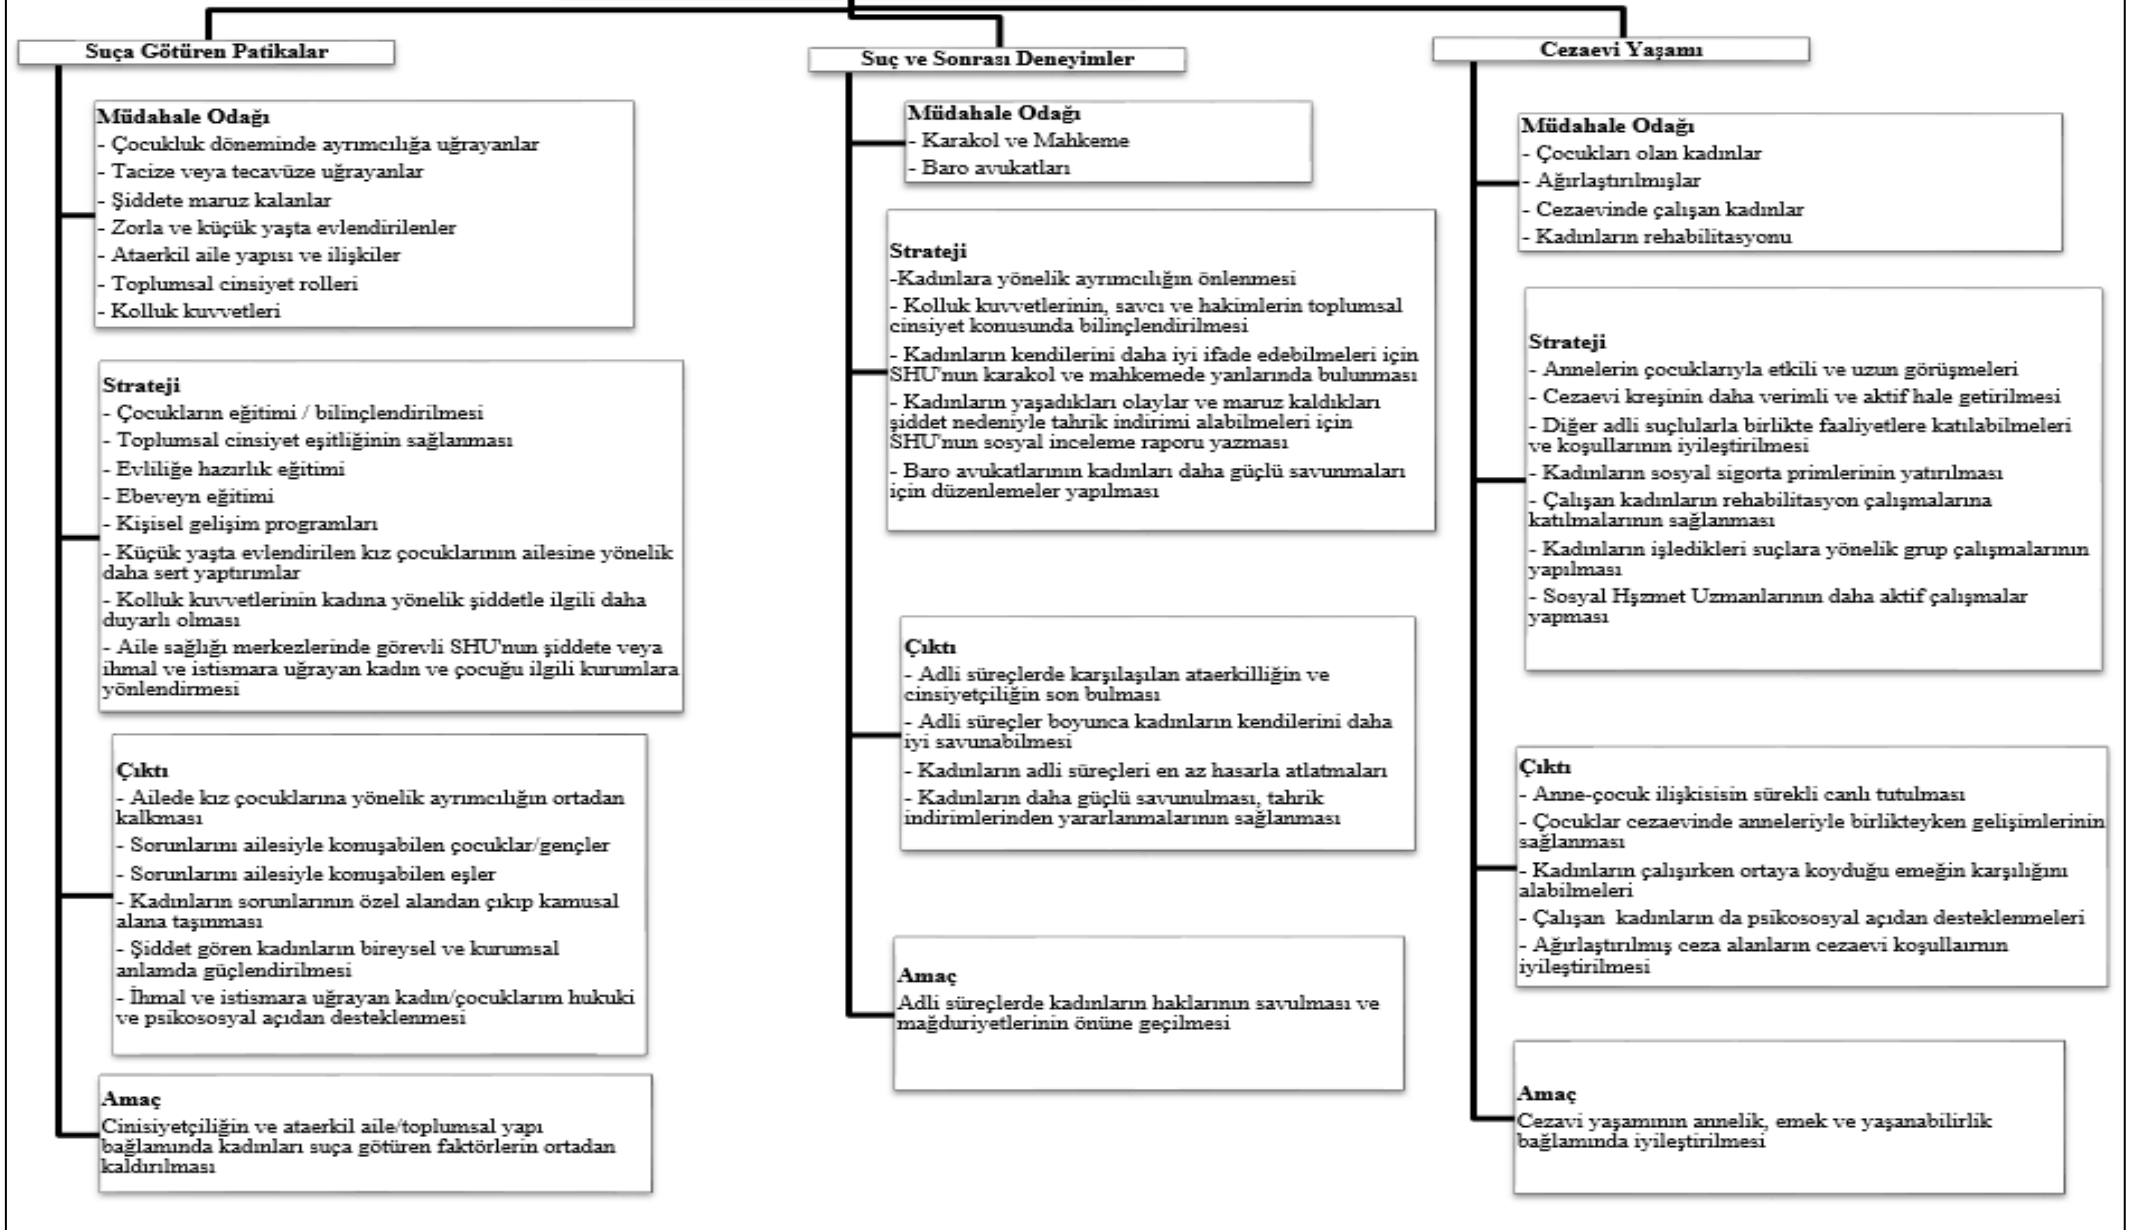 Suça Götüren Patikalar
Müdahale Odağı
- Çocukluk döneminde ayrımcılığa uğrayanlar
- Tacize veya tecavüze uğrayanlar
- Şiddete maruz kalanlar
- Zorla ve küçük yaşta evlendirilenler
- Ataerkil aile yapısı ve ilişkiler
- Toplumsal cinsiyet rolleri
- Kolluk kuvvetleri
Strateji
- Çocukların eğitimi / bilinçlendirilmesi
- Toplumsal cinsiyet eşitliğinin sağlanması
- Evliliğe hazırlık eğitimi
- Ebeveyn eğitimi
- Kişisel gelişim programları
- Küçük yaşta evlendirilen kız çocuklarının ailesine yönelik
daha sert yaptırımlar
- Kolluk kuvvetlerinin kadına yönelik şiddetle ilgili daha
duyarlı olması
- Aile sağlığı merkezlerinde görevli SHU'nun şiddete veya
ihmal ve istismara uğrayan kadın ve çocuğu ilgili kurumlara
yönlendirmesi
Çıktı
- Ailede kız çocuklarına yönelik ayrımcılığın ortadan
kalkması
- Sorunlarını ailesiyle konuşabilen çocuklar/gençler
- Sorunlarını ailesiyle konuşabilen eşler
- Kadınların sorunlarının özel alandan çıkıp kamusal
alana taşınması
- Şiddet gören kadınların bireysel ve kurumsal
anlamda güçlendirilmesi
- İhmal ve istismara uğrayan kadın/çocuklarım hukuki
ve psikososyal açıdan desteklenmesi
Amaç
Cinisiyetçiliğin ve ataerkil aile/toplumsal yapı
bağlamında kadınları suça götüren faktörlerin ortadan
kaldırılması
Suç ve Sonrası Deneyimler
Müdahale Odağı
- Karakol ve Mahkeme
- Baro avukatları
Strateji
-Kadınlara yönelik ayrımcılığın önlenmesi
- Kolluk kuvvetlerinin, savcı ve hakimlerin toplumsal
cinsiyet konusunda bilinçlendirilmesi
- Kadınların kendilerini daha iyi ifade edebilmeleri için
SHU'nun karakol ve mahkemede yanlarında bulunması
- Kadınların yaşadıkları olaylar ve maruz kaldıkları
şiddet nedeniyle tahrik indirimi alabilmeleri için
SHU'nun sosyal inceleme raporu yazması
- Baro avukatlarının kadınları daha güçlü savunmaları
için düzenlemeler yapılması
Çıktı
- Adli süreçlerde karşılaşılan ataerkilliğin ve
cinsiyetçiliğin son bulması
- Adli süreçler boyunca kadınların kendilerini daha
iyi savunabilmesi
- Kadınların adli süreçleri en az hasarla atlatmaları
- Kadınların daha güçlü savunulması, tahrik
indirimlerinden yararlanmalarının sağlanması
Amaç
Adli süreçlerde kadınların haklarının savulması ve
mağduriyetlerinin önüne geçilmesi
Cezaevi Yaşamı
Müdahale Odağı
- Çocukları olan kadınlar
- Ağırlaştırılmışlar
- Cezaevinde çalışan kadınlar
- Kadınların rehabilitasyonu
Strateji
- Annelerin çocuklarıyla etkili ve uzun görüşmeleri
- Cezaevi kreşinin daha verimli ve aktif hale getirilmesi
- Diğer adli suçlularla birlikte faaliyetlere katılabilmeleri
ve koşullarının iyileştirilmesi
- Kadınların sosyal sigorta primlerinin yatırılması
- Çalışan kadınların rehabilitasyon çalışmalarına
katılmalarının sağlanması
- Kadınların işledikleri suçlara yönelik grup çalışmalarının
yapılması
- Sosyal Hşzmet Uzmanlarının daha aktif çalışmalar
yapması
Çıktı
- Anne-çocuk ilişkisisin sürekli canlı tutulması
- Çocuklar cezaevinde anneleriyle birlikteyken gelişimlerinin
sağlanması
- Kadınların çalışırken ortaya koyduğu emeğin karşılığını
alabilmeleri
- Çalışan  kadınların da psikososyal açıdan desteklenmeleri
- Ağırlaştırılmış ceza alanların cezaevi koşullaırnın
iyileştirilmesi
Amaç
Cezavi yaşamının annelik, emek ve yaşanabilirlik
bağlamında iyileştirilmesi